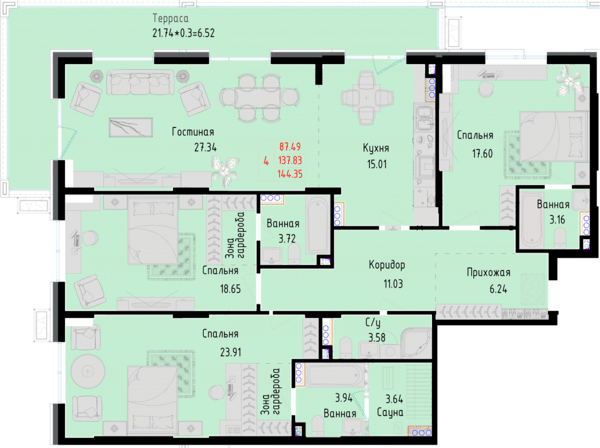 Терраса
21.74*0.3=6.52
Гостиная
27.34
87.49
4 137.83
144.35
Кухня
15.01
Спальня
17.60
Ванная
3.16
Ванная
3.72
Зона
гардероба
Спальня
18.65
Коридор
11.03
Прихожая
6.24
С/у
3.58
Спальня
23.91
Зона
гардероба
3.94
Ванная
3.64
Сауна